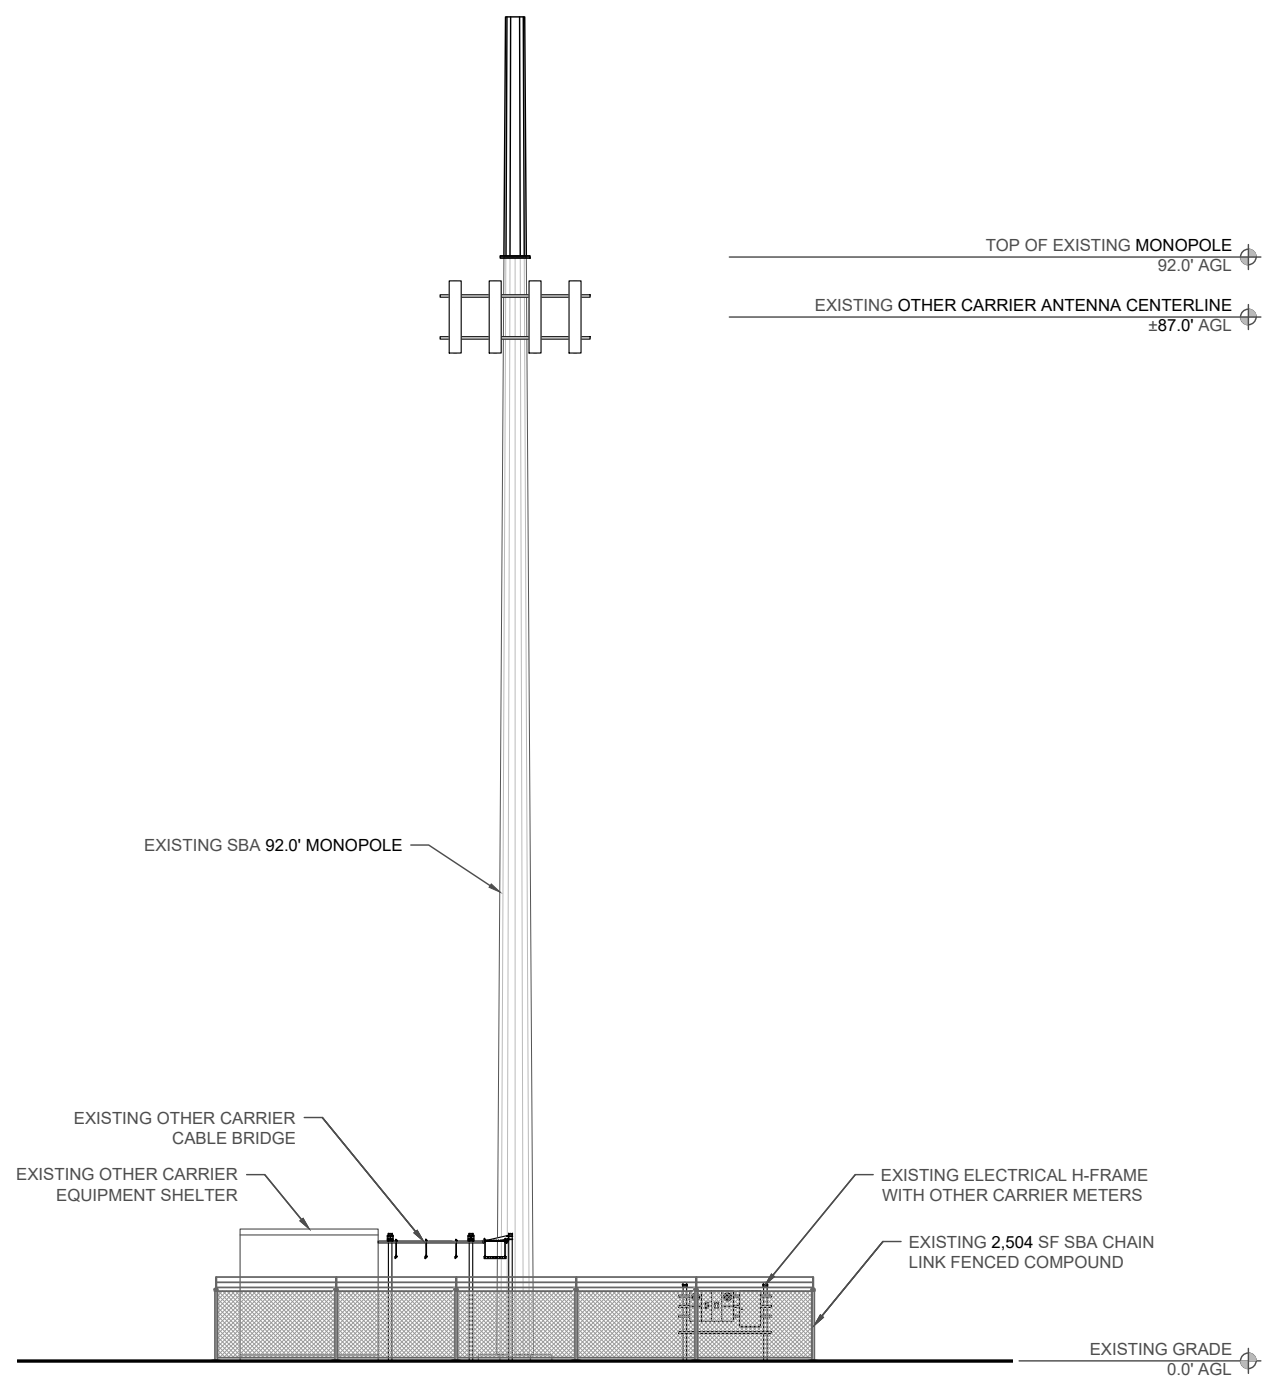 TOP OF EXISTING MONOPOLE
92.0' AGL
EXISTING OTHER CARRIER ANTENNA CENTERLINE
±87.0' AGL
EXISTING SBA 92.0' MONOPOLE
EXISTING OTHER CARRIER
CABLE BRIDGE
EXISTING OTHER CARRIER
EQUIPMENT SHELTER
EXISTING ELECTRICAL H-FRAME
WITH OTHER CARRIER METERS
EXISTING 2,504 SF SBA CHAIN
LINK FENCED COMPOUND
EXISTING GRADE
0.0' AGL